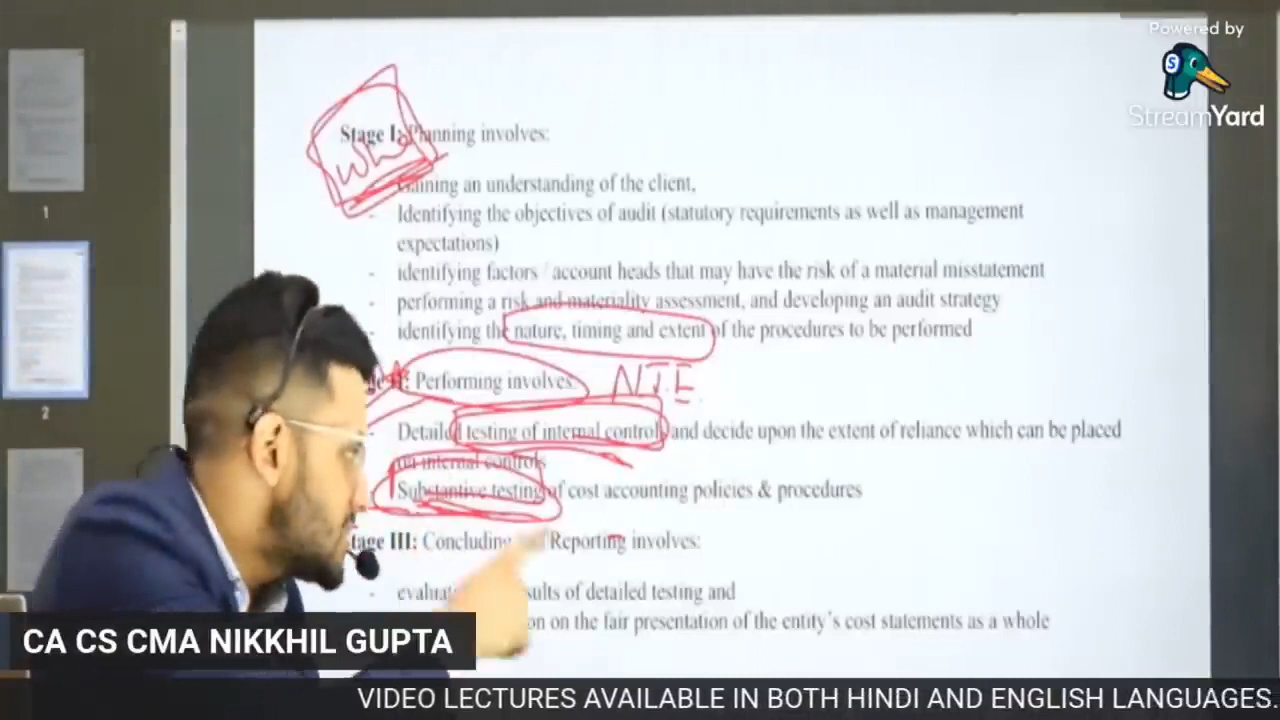 Powered by
StreamYard
Stage I: Planning involves:
Who
- Gaining an understanding of the client,
- Identifying the objectives of audit (statutory requirements as well as management
expectations)
- identifying factors / account heads that may have the risk of a material misstatement
- performing a risk and materiality assessment, and developing an audit strategy
- identifying the nature, timing and extent of the procedures to be performed
II: Performing involves:
N.T.E.
- Detailed testing of internal controls and decide upon the extent of reliance which can be placed
on internal controls
Substantive testing of cost accounting policies & procedures
Stage III: Concluding Reporting involves:
- results of detailed testing and
on the fair presentation of the entity's cost statements as a whole
1
2
CA CS CMA NIKKHIL GUPTA
VIDEO LECTURES AVAILABLE IN BOTH HINDI AND ENGLISH LANGUAGES.